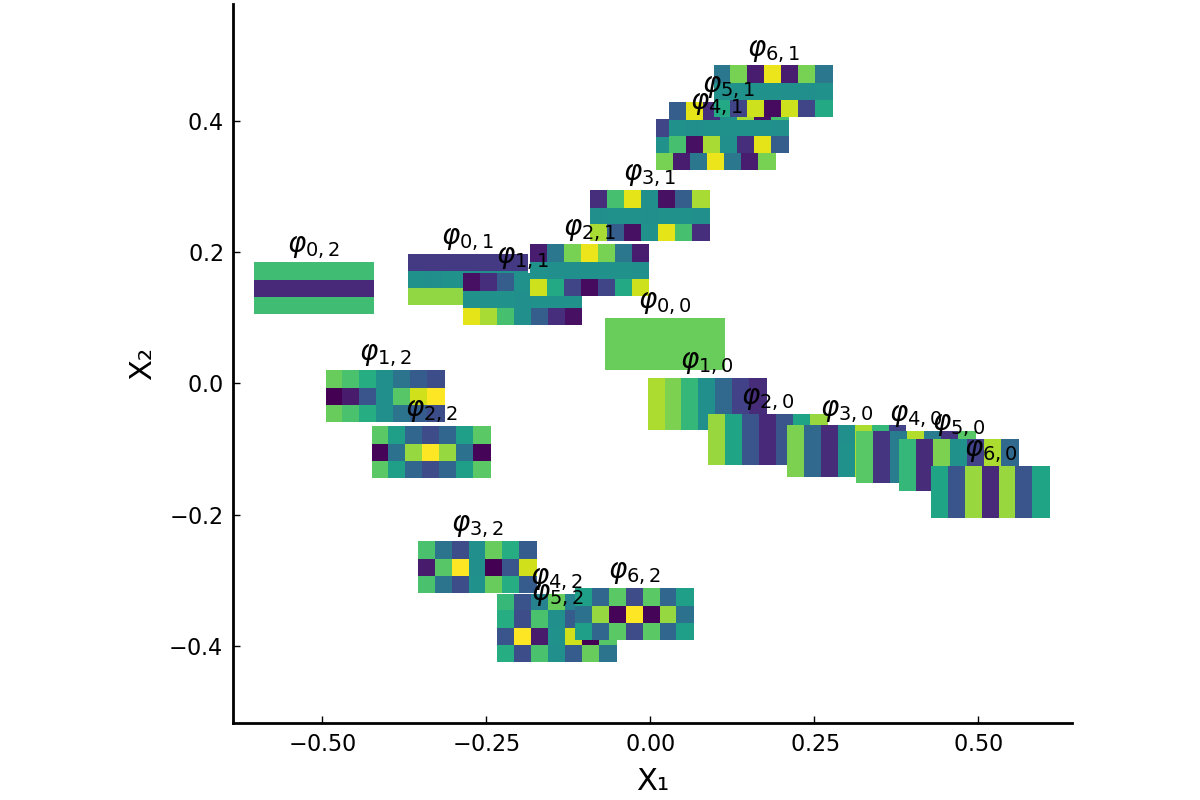 φ₆, ₁
φ₅, ₁
φ₄, ₁
0.4
φ₃, ₁
φ₂, ₁
φ₀, ₁
φ₀, ₂
φ₁, ₁
0.2
φ₀, ₀
φ₁, ₂
φ₁, ₀
0.0
φ₂, ₀
φ₂, ₂
φ₃, ₀
φ₄, ₀
φ₅, ₀
φ₆, ₀
−0.2
φ₃, ₂
φ₄, ₂
φ₅, ₂
φ₆, ₂
−0.4
X₂
−0.50 −0.25 0.00 0.25 0.50
X₁